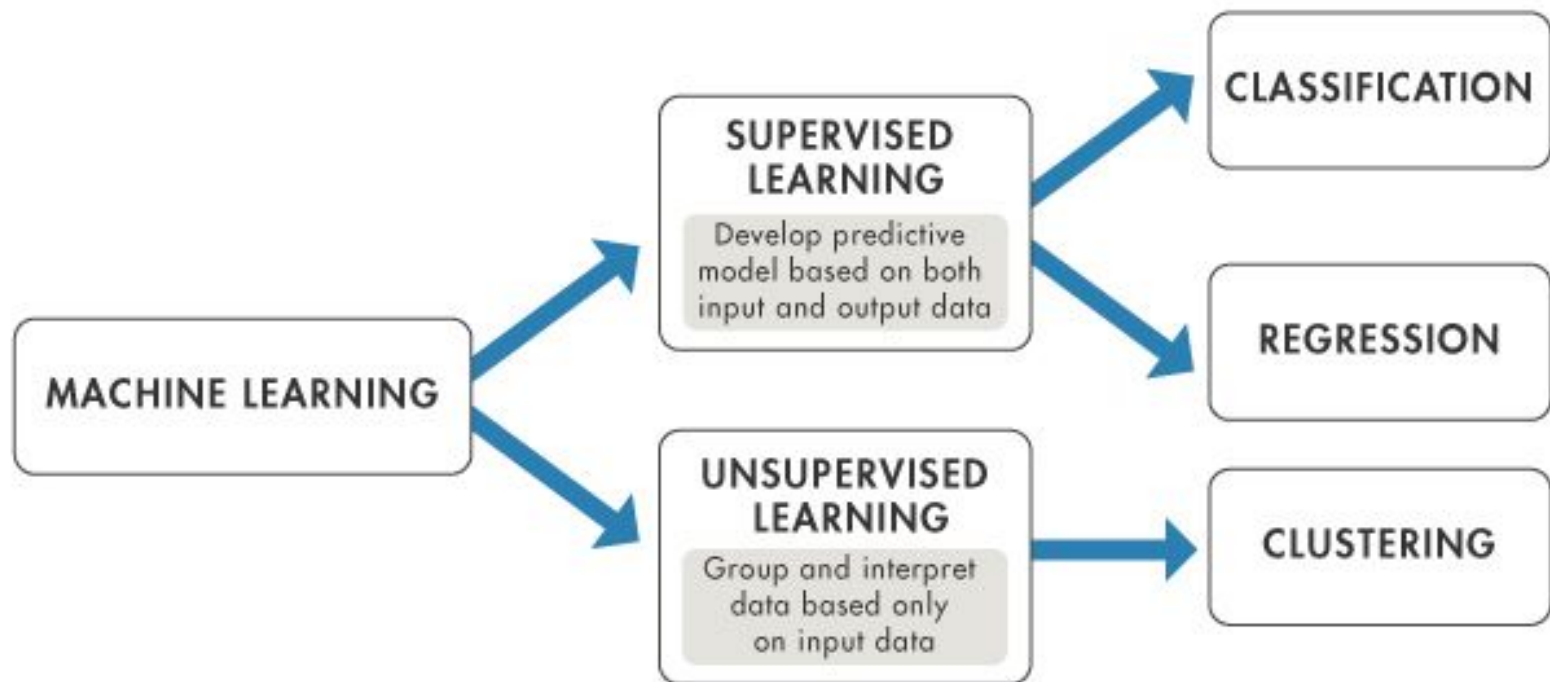 MACHINE LEARNING
SUPERVISED
LEARNING
Develop predictive
model based on both
input and output data
UNSUPERVISED
LEARNING
Group and interpret
data based only
on input data
CLASSIFICATION
REGRESSION
CLUSTERING